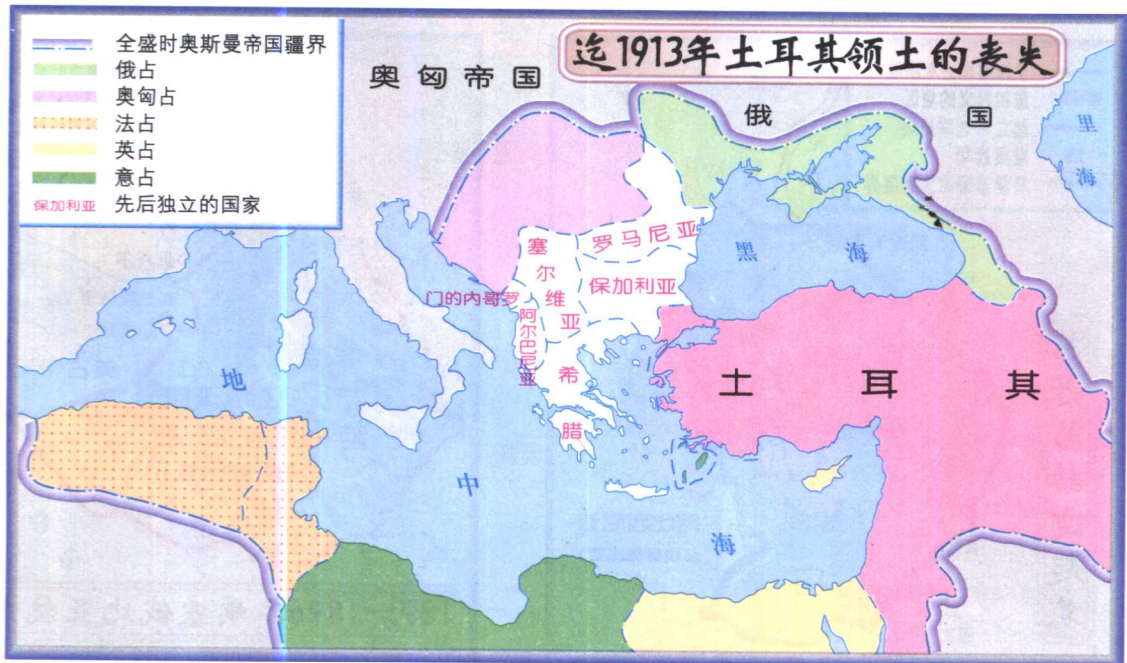 迄1913年土耳其领土的丧失
全盛时奥斯曼帝国疆界
俄占
奥匈占
法占
英占
意占
保加利亚 先后独立的国家
奥匈帝国
俄国
里海
黑海
罗马尼亚
塞尔维亚
保加利亚
门的内哥罗
阿尔巴尼亚
希腊
土耳其
地中海